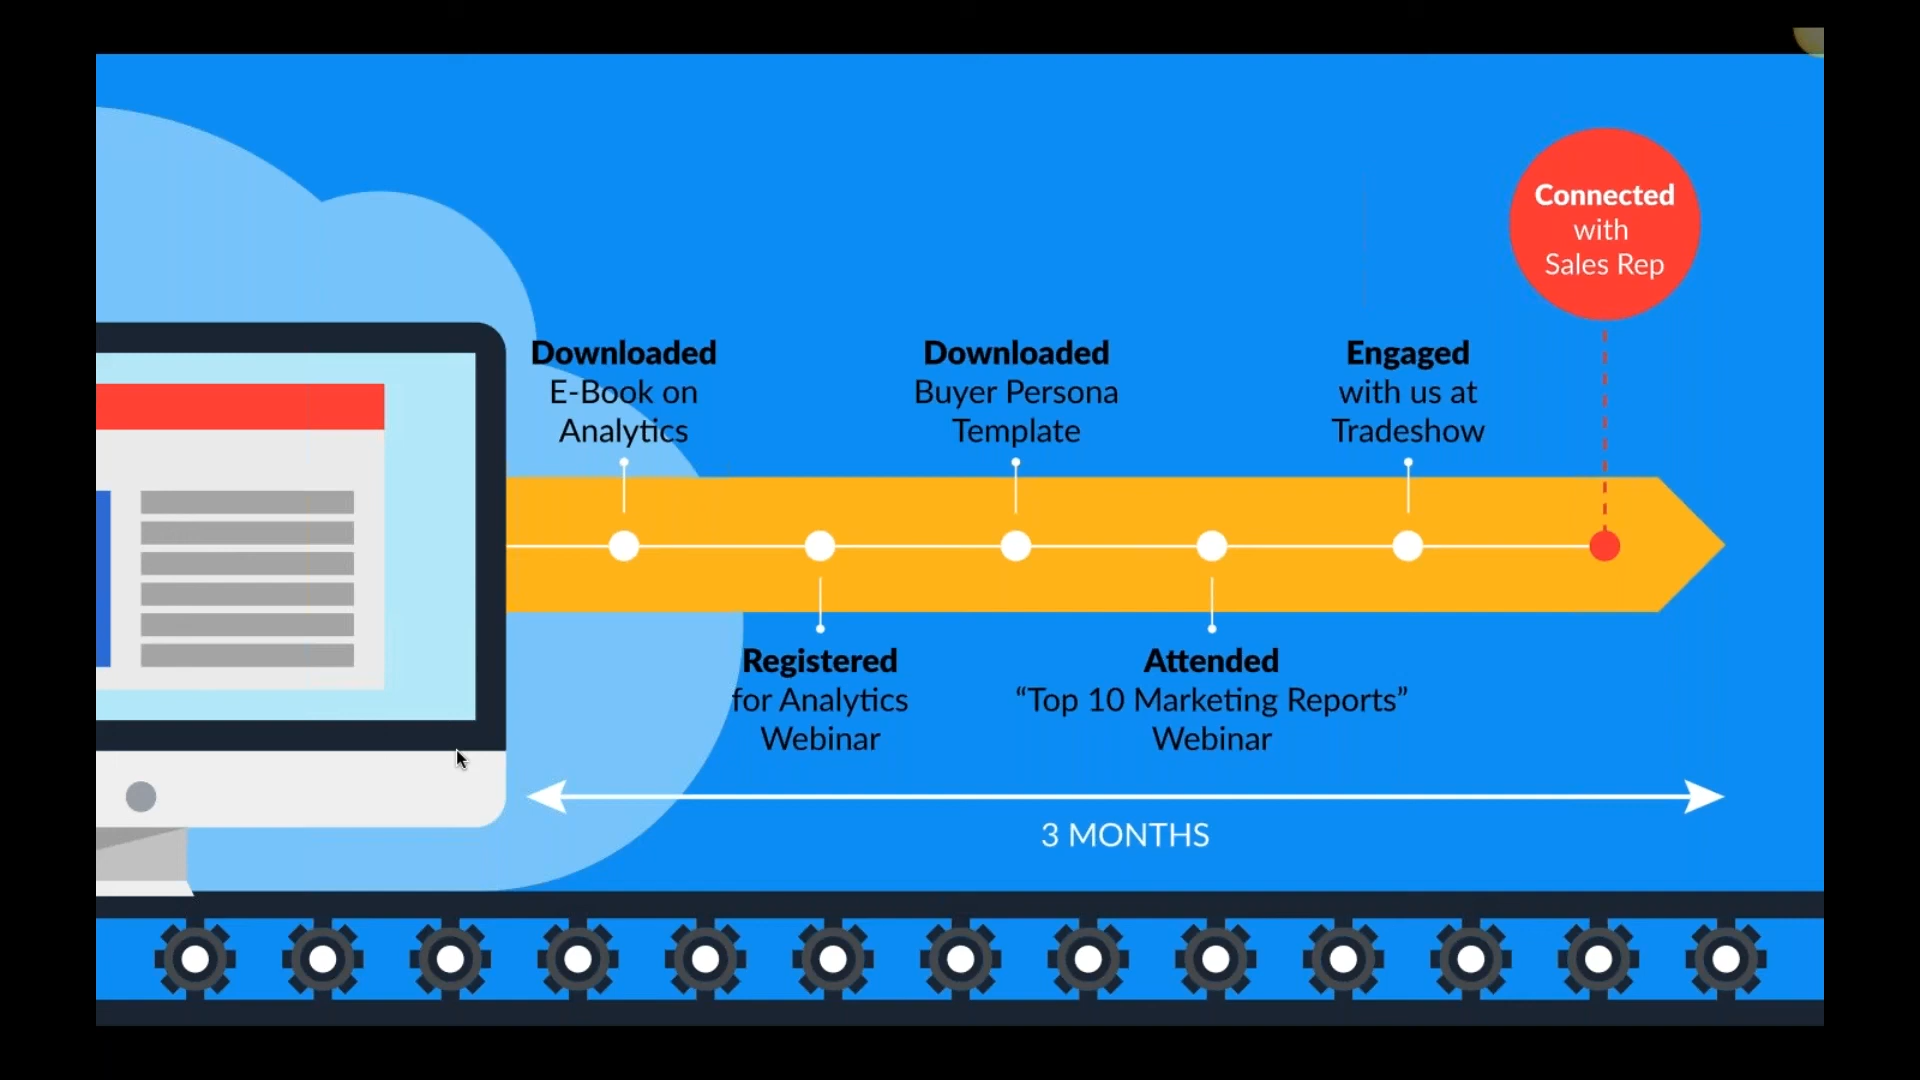 Connected
with
Sales Rep
Downloaded
E-Book on
Analytics
Downloaded
Buyer Persona
Template
Engaged
with us at
Tradeshow
Registered
for Analytics
Webinar
Attended
“Top 10 Marketing Reports”
Webinar
3 MONTHS